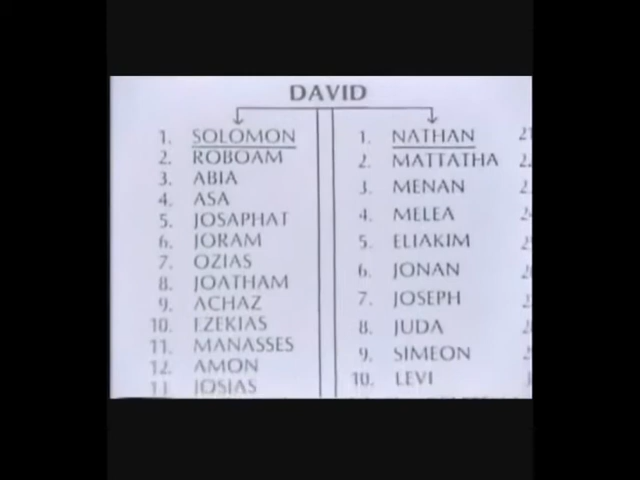 DAVID
1. SOLOMON
2. ROBOAM
3. ABIA
4. ASA
5. JOSAPHAT
6. JORAM
7. OZIAS
8. JOATHAM
9. ACHAZ
10. EZEKIAS
11. MANASSES
12. AMON
JOSIAS
1. NATHAN
2. MATTATHA
3. MENAN
4. MELEA
5. ELIAKIM
6. JONAN
7. JOSEPH
8. JUDA
9. SIMEON
10. LEVI